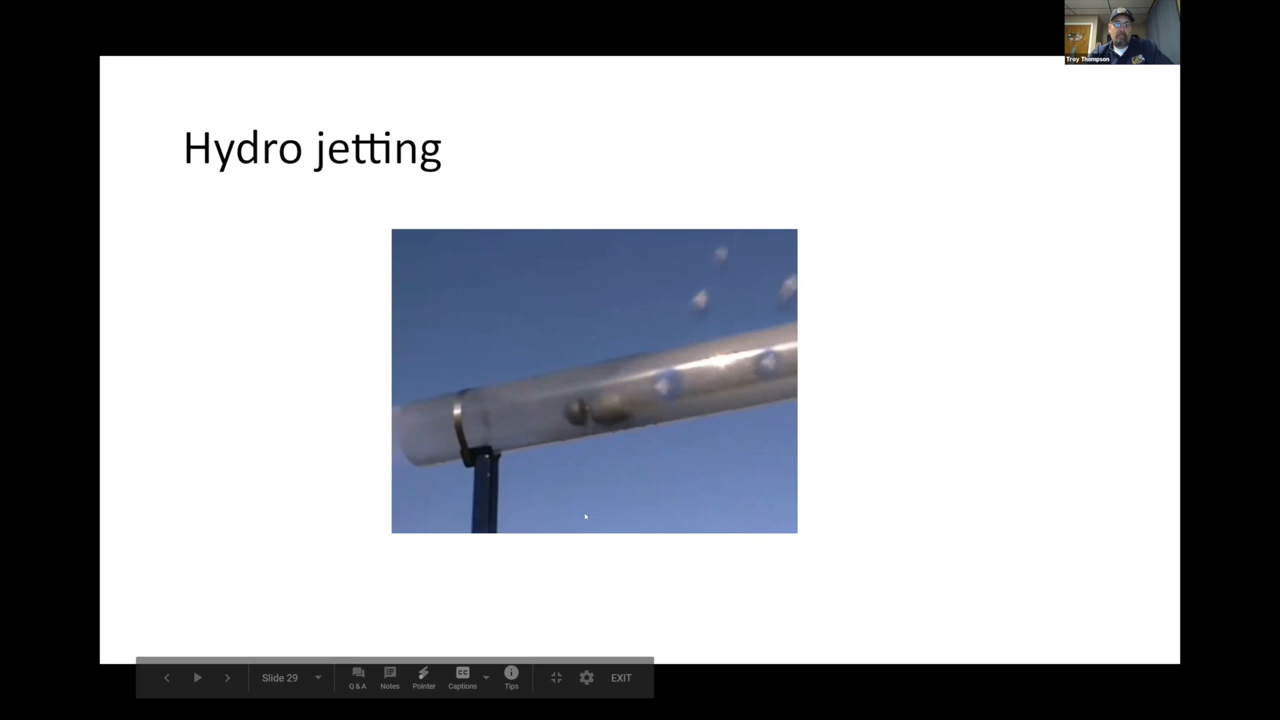 Troy Thompson
Hydro jetting
Slide 29
Q & A
Notes
Pointer
CC
Captions
Tips
EXIT